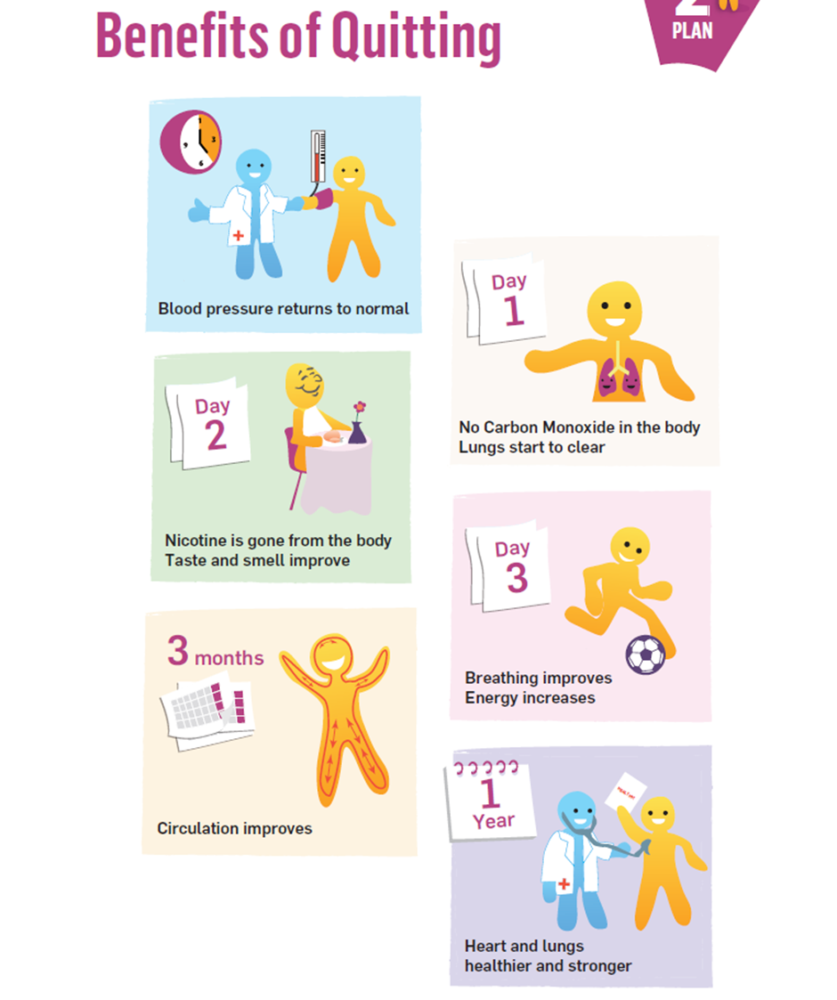 Benefits of Quitting
2
PLAN
Blood pressure returns to normal
Day
1
No Carbon Monoxide in the body
Lungs start to clear
Day
2
Nicotine is gone from the body
Taste and smell improve
Day
3
Breathing improves
Energy increases
3 months
Circulation improves
1
Year
Heart and lungs
healthier and stronger